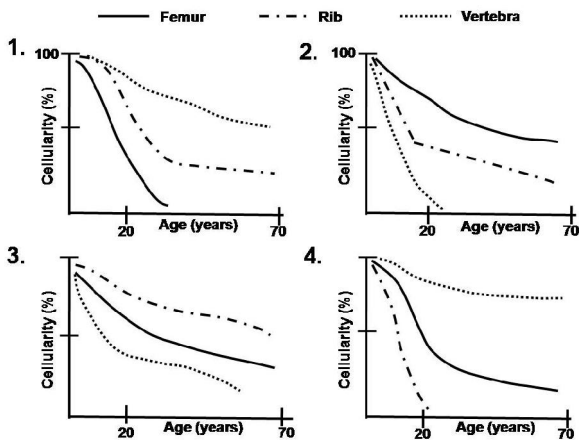 Femur Rib Vertebra
1. 2.
100 100
Cellularity (%) Cellularity (%)
20 70 20 70
Age (years) Age (years)
3. 4.
Cellularity (%) Cellularity (%)
20 70 20 70
Age (years) Age (years)